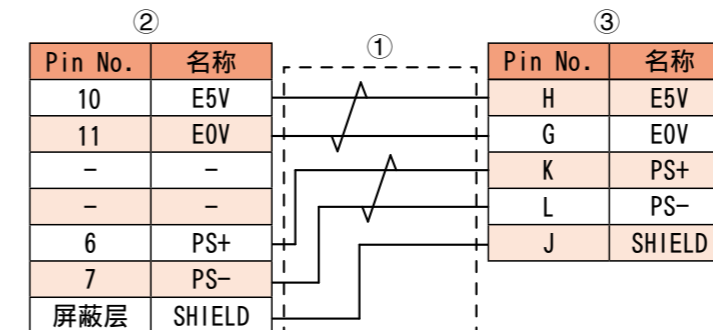 ② ① ③
Pin No. 名称 Pin No. 名称
10 E5V H E5V
11 E0V G E0V
− − K PS+
− − L PS−
6 PS+ J SHIELD
7 PS−
屏蔽层 SHIELD